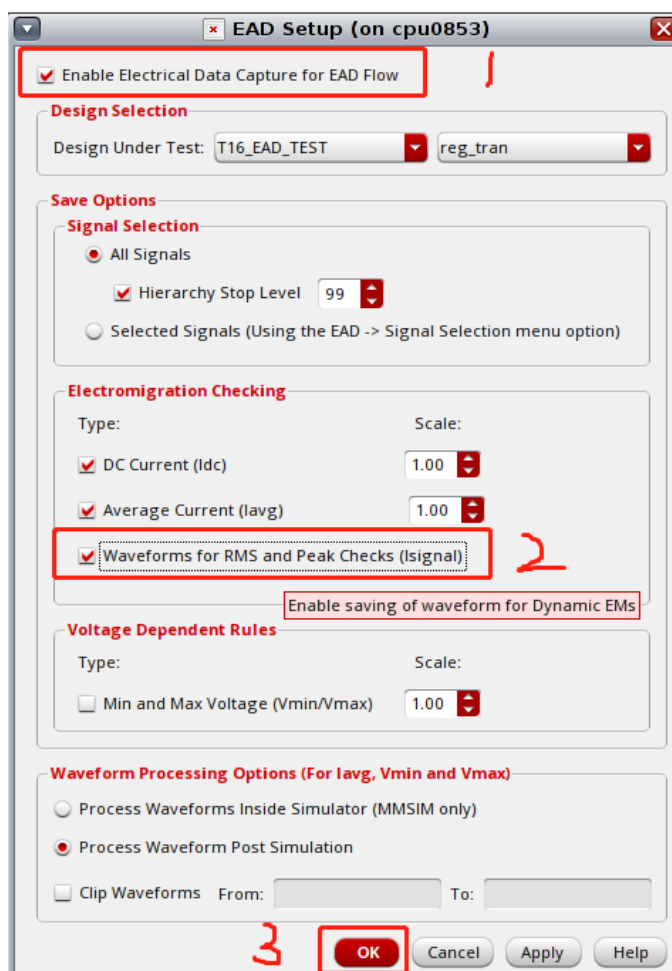 EAD Setup (on cpu0853)
Enable Electrical Data Capture for EAD Flow
1
Design Selection
Design Under Test: T16_EAD_TEST reg_tran
Save Options
Signal Selection
All Signals
Hierarchy Stop Level 99
Selected Signals (Using the EAD -> Signal Selection menu option)
Electromigration Checking
Type: Scale:
DC Current (Idc) 1.00
Average Current (Iavg) 1.00
Waveforms for RMS and Peak Checks (Isignal)
2
Enable saving of waveform for Dynamic EMs
Voltage Dependent Rules
Type: Scale:
Min and Max Voltage (Vmin/Vmax) 1.00
Waveform Processing Options (For Iavg, Vmin and Vmax)
Process Waveforms Inside Simulator (MMSIM only)
Process Waveform Post Simulation
Clip Waveforms From: To:
3
OK Cancel Apply Help